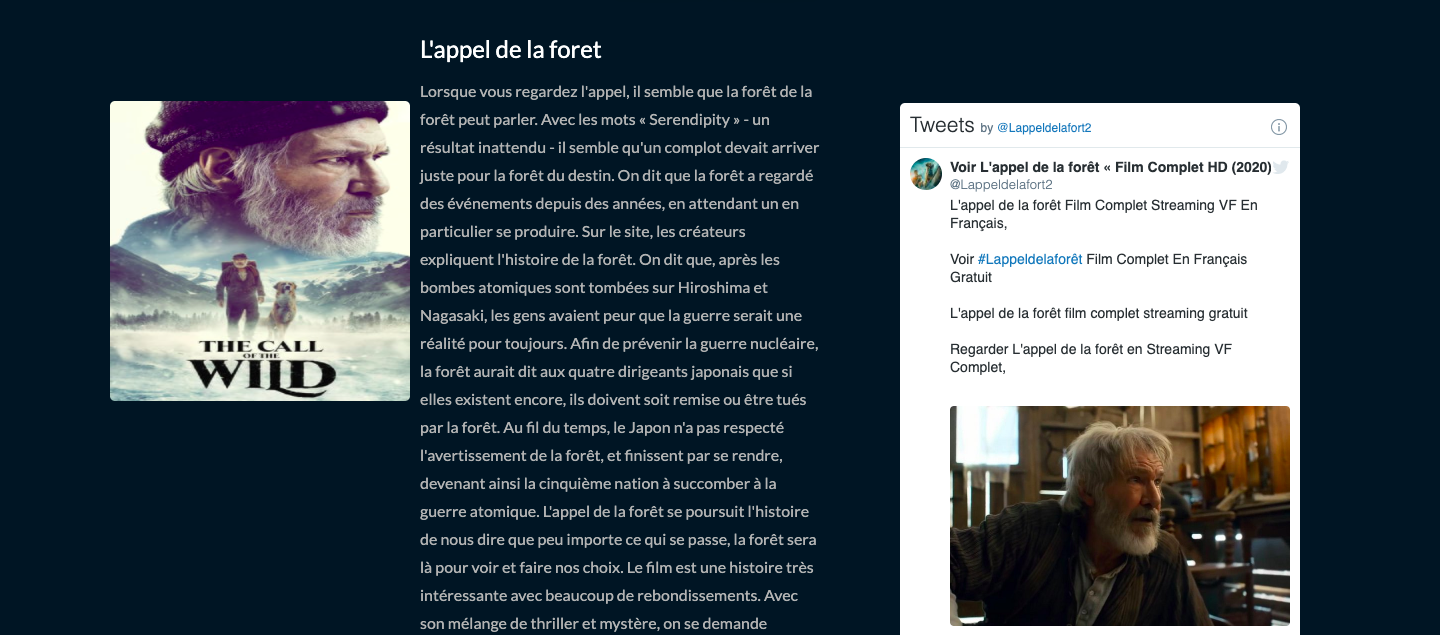 L'appel de la foret
Lorsque vous regardez l'appel, il semble que la forêt de la
forêt peut parler. Avec les mots « Serendipity » - un
résultat inattendu - il semble qu'un complot devait arriver
juste pour la forêt du destin. On dit que la forêt a regardé
des événements depuis des années, en attendant un en
particulier se produire. Sur le site, les créateurs
expliquent l'histoire de la forêt. On dit que, après les
bombes atomiques sont tombées sur Hiroshima et
Nagasaki, les gens avaient peur que la guerre serait une
réalité pour toujours. Afin de prévenir la guerre nucléaire,
la forêt aurait dit aux quatre dirigeants japonais que si
elles existent encore, ils doivent soit remise ou être tués
par la forêt. Au fil du temps, le Japon n'a pas respecté
l'avertissement de la forêt, et finissent par se rendre,
devenant ainsi la cinquième nation à succomber à la
guerre atomique. L'appel de la forêt se poursuit l'histoire
de nous dire que peu importe ce qui se passe, la forêt sera
là pour voir et faire nos choix. Le film est une histoire très
intéressante avec beaucoup de rebondissements. Avec
son mélange de thriller et mystère, on se demande
THE CALL
OF THE
WILD
Tweets by @Lappeldelafort2
Voir L'appel de la forêt « Film Complet HD (2020)
@Lappeldelafort2
L'appel de la forêt Film Complet Streaming VF En
Français,
Voir #Lappeldelaforêt Film Complet En Français
Gratuit
L'appel de la forêt film complet streaming gratuit
Regarder L'appel de la forêt en Streaming VF
Complet,